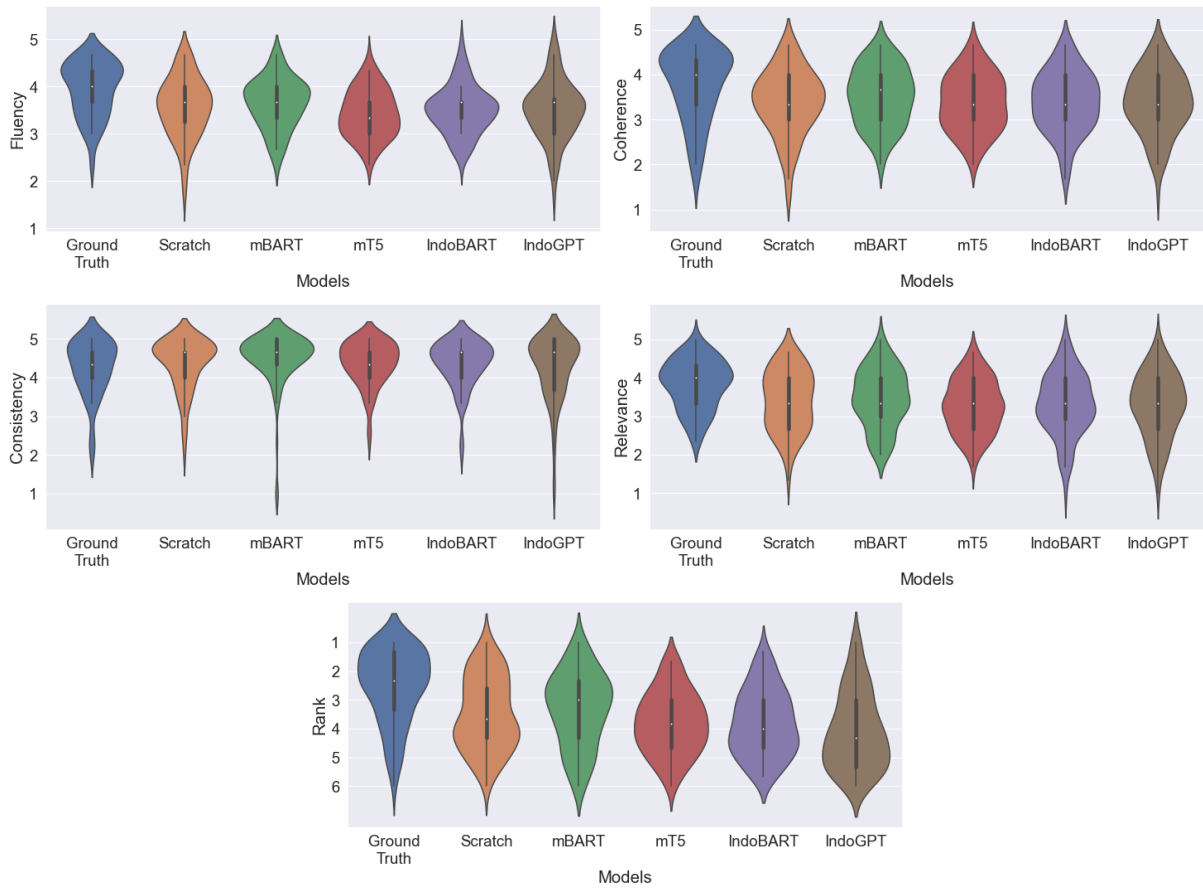 Fluency
5
4
3
2
1
Ground Truth
Scratch
mBART
mT5
IndoBART
IndoGPT
Models
Coherence
5
4
3
2
1
Ground Truth
Scratch
mBART
mT5
IndoBART
IndoGPT
Models
Consistency
5
4
3
2
1
Ground Truth
Scratch
mBART
mT5
IndoBART
IndoGPT
Models
Relevance
5
4
3
2
1
Ground Truth
Scratch
mBART
mT5
IndoBART
IndoGPT
Models
Rank
1
2
3
4
5
6
Ground Truth
Scratch
mBART
mT5
IndoBART
IndoGPT
Models